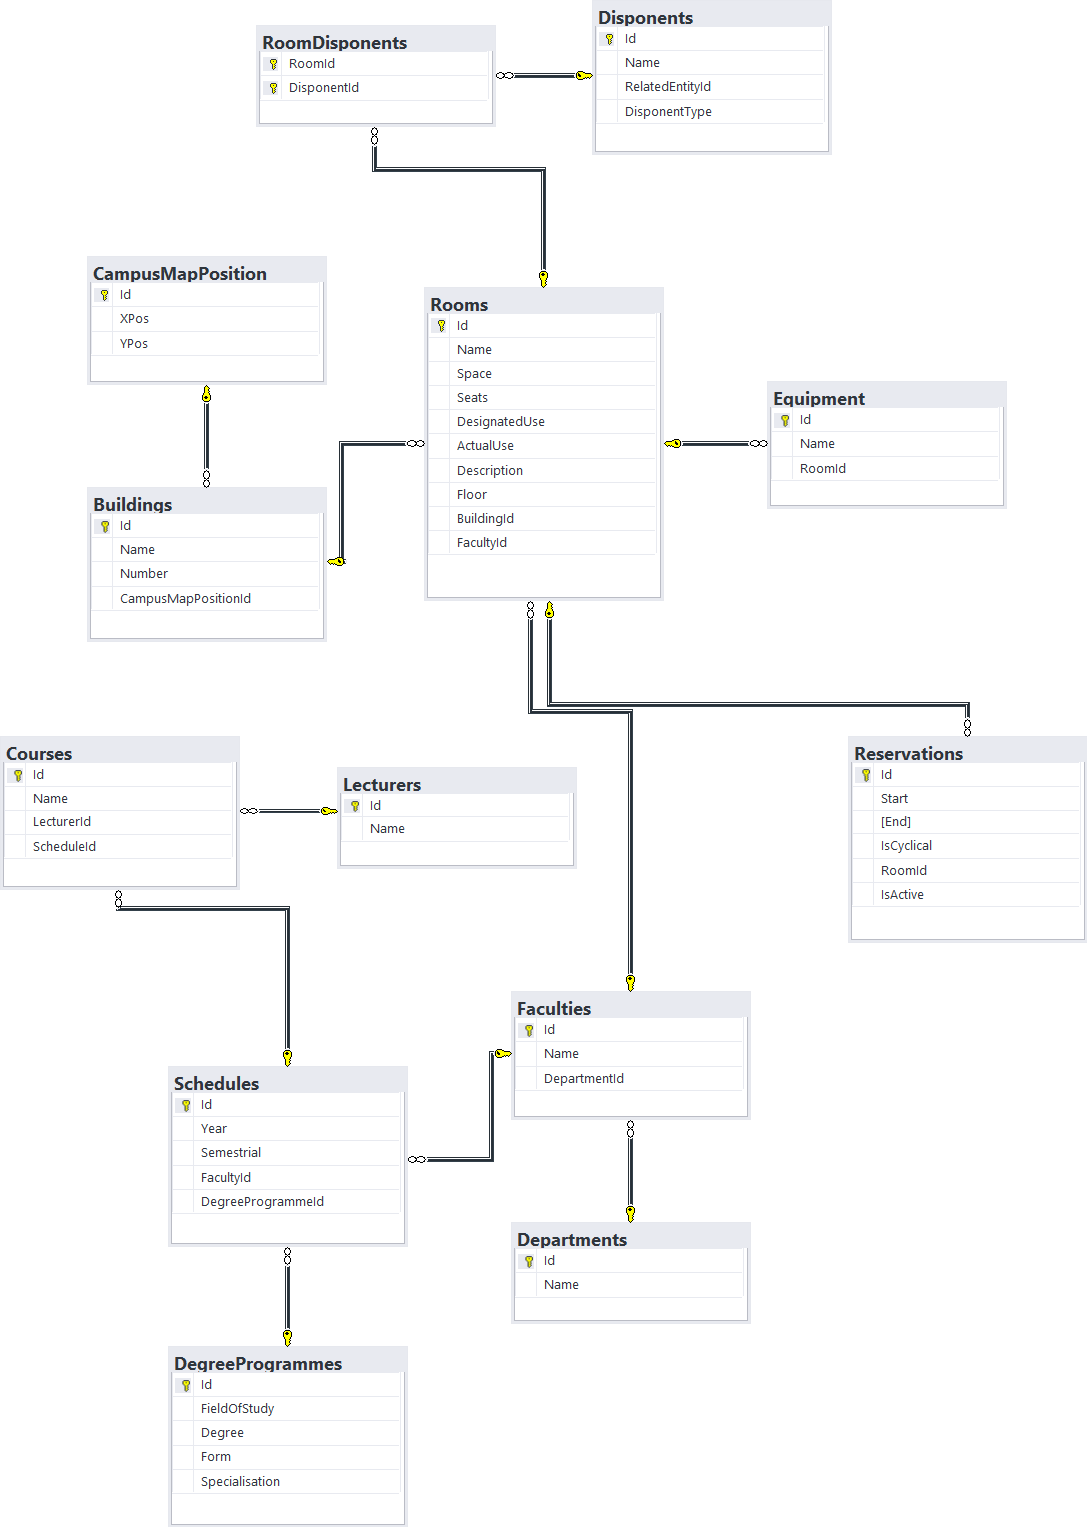 Disponents
Id
Name
RelatedEntityId
DisponentType
RoomDisponents
RoomId
DisponentId
CampusMapPosition
Id
XPos
YPos
Rooms
Id
Name
Space
Seats
DesignatedUse
ActualUse
Description
Floor
BuildingId
FacultyId
Equipment
Id
Name
RoomId
Buildings
Id
Name
Number
CampusMapPositionId
Courses
Id
Name
LecturerId
ScheduleId
Lecturers
Id
Name
Reservations
Id
Start
[End]
IsCyclical
RoomId
IsActive
Faculties
Id
Name
DepartmentId
Schedules
Id
Year
Semestrial
FacultyId
DegreeProgrammeId
Departments
Id
Name
DegreeProgrammes
Id
FieldOfStudy
Degree
Form
Specialisation